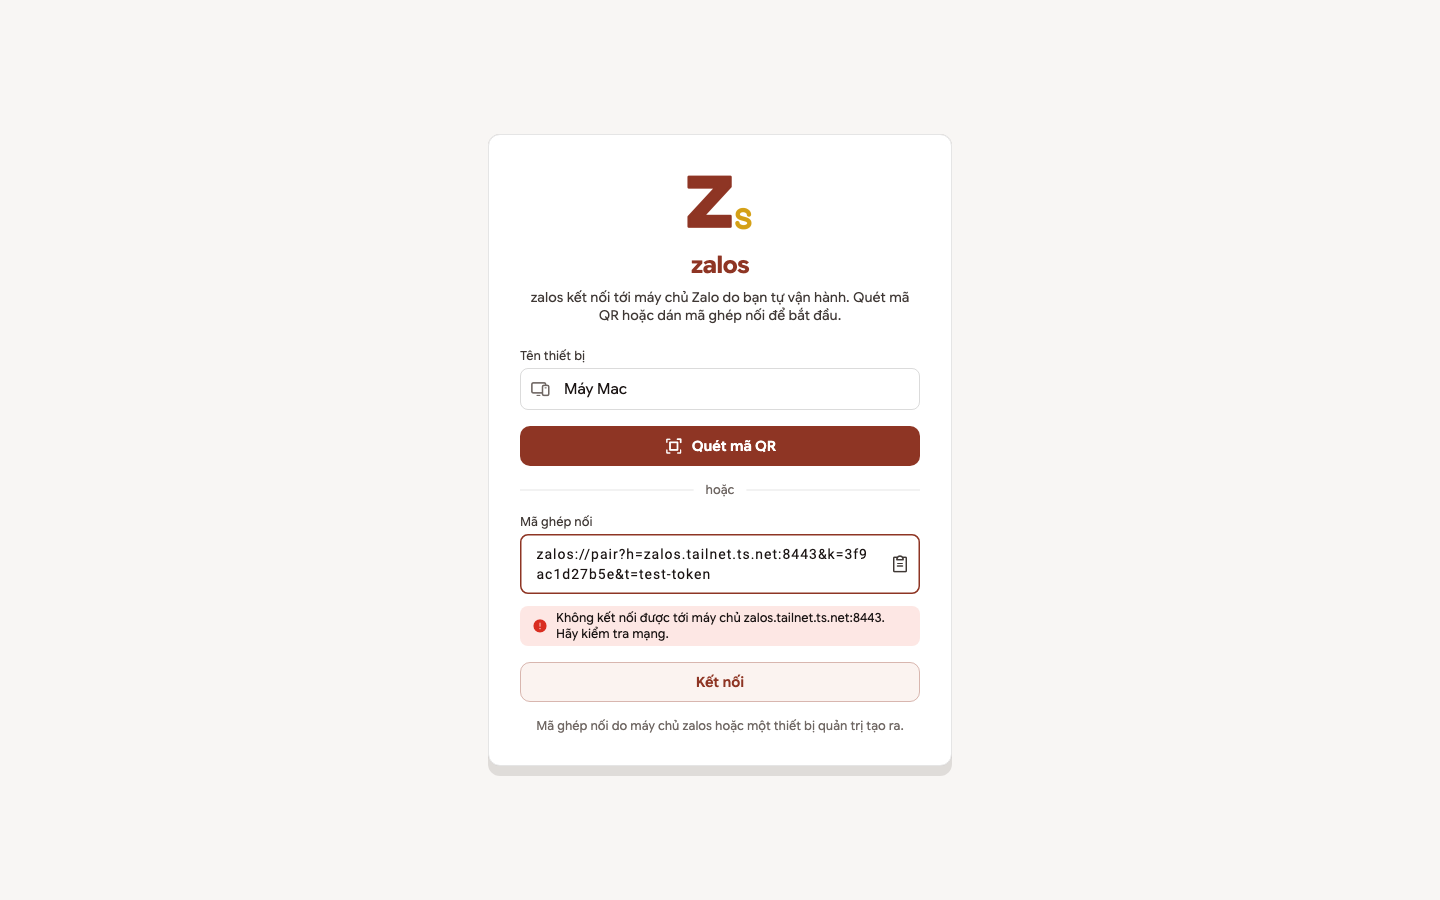 Zs
zalos
zalos kết nối tới máy chủ Zalo do bạn tự vận hành. Quét mã
QR hoặc dán mã ghép nối để bắt đầu.
Tên thiết bị
Máy Mac
Quét mã QR
hoặc
Mã ghép nối
zalos://pair?h=zalos.tailnet.ts.net:8443&k=3f9
ac1d27b5e&t=test-token
Không kết nối được tới máy chủ zalos.tailnet.ts.net:8443.
Hãy kiểm tra mạng.
Kết nối
Mã ghép nối do máy chủ zalos hoặc một thiết bị quản trị tạo ra.